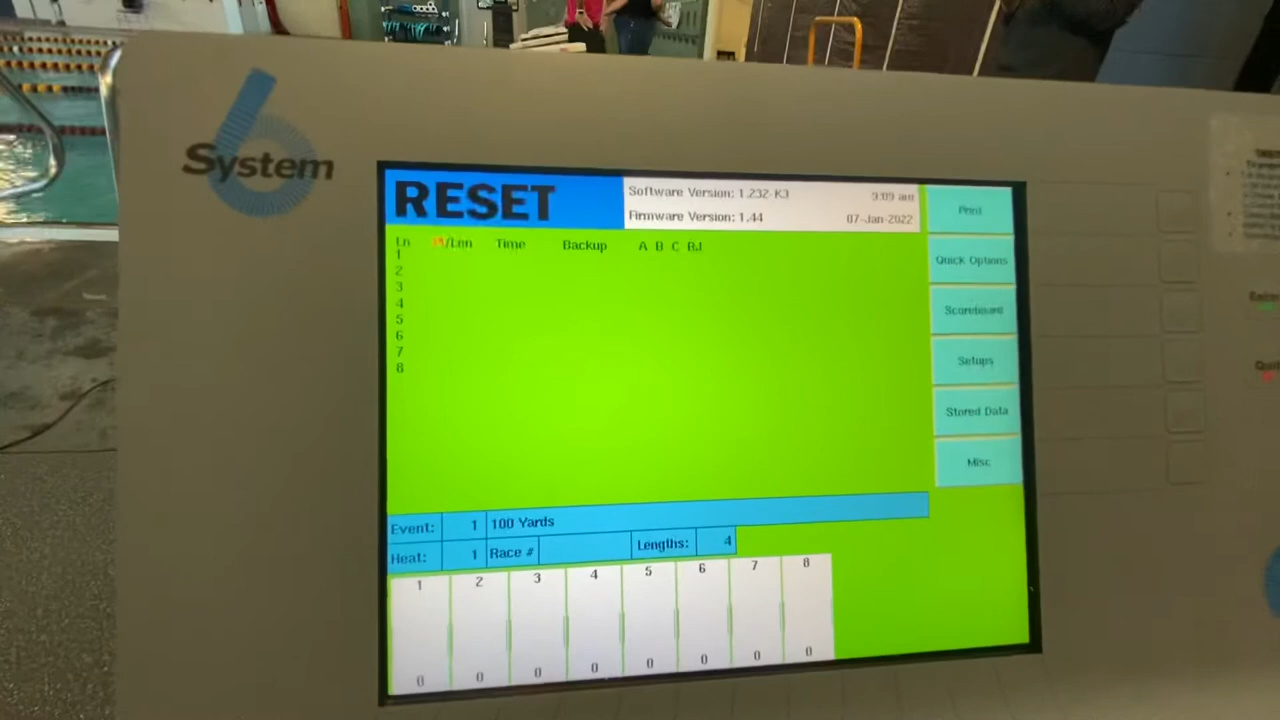 6
System
RESET
Software Version: 1.232-K3
9:09 am
Firmware Version: 1.44
07-Jan-2022
Ln Pl/Len Time Backup A B C RJ
1
2
3
4
5
6
7
8
Print
Quick Options
Scoreboard
Setups
Stored Data
Misc
Event: 1 100 Yards
Heat: 1 Race # Lengths: 4
1 2 3 4 5 6 7 8
0 0 0 0 0 0 0 0